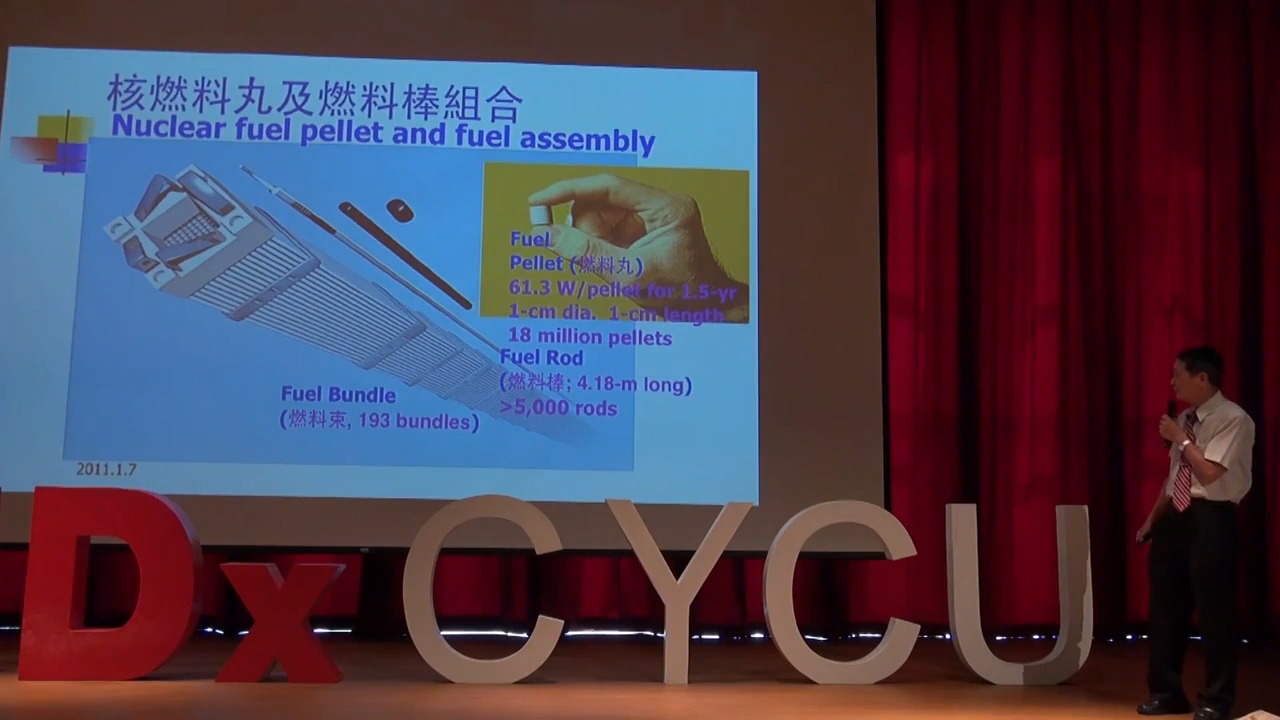 核燃料丸及燃料棒組合
Nuclear fuel pellet and fuel assembly
Fuel
Pellet (燃料丸)
61.3 W/pellet for 1.5-yr
1-cm dia. 1-cm length
18 million pellets
Fuel Rod
(燃料棒; 4.18-m long)
>5,000 rods
Fuel Bundle
(燃料束, 193 bundles)
2011.1.7
Dx CYCU